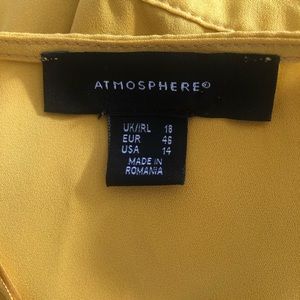 ATMOSPHERE©
UK/IRL 18
EUR 46
USA 14
MADE IN
ROMANIA